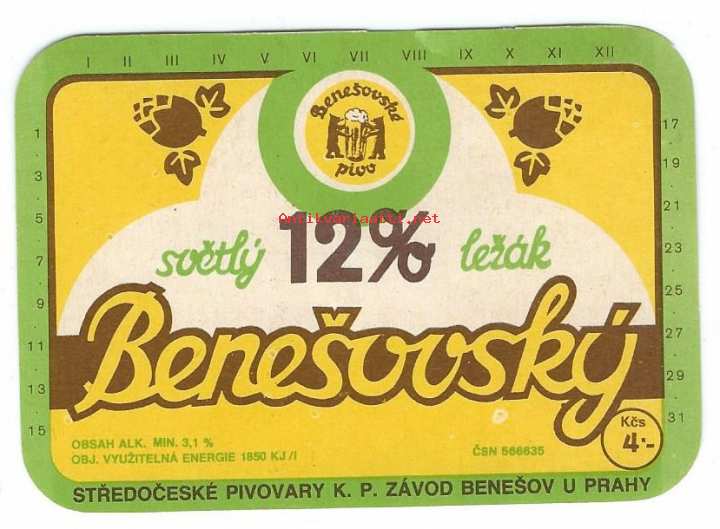 I II III IV V VI VII VIII IX X XI XII
Benešovské
pivo
1
3
5
7
9
11
13
15
17
19
21
23
25
27
29
31
Antikvariaatti.net
světlý 12% ležák
Benešovský
OBSAH ALK. MIN. 3,1 %
OBJ. VYUŽITELNÁ ENERGIE 1850 KJ/l
ČSN 566635
Kčs
4·-
STŘEDOČESKÉ PIVOVARY K. P. ZÁVOD BENEŠOV U PRAHY